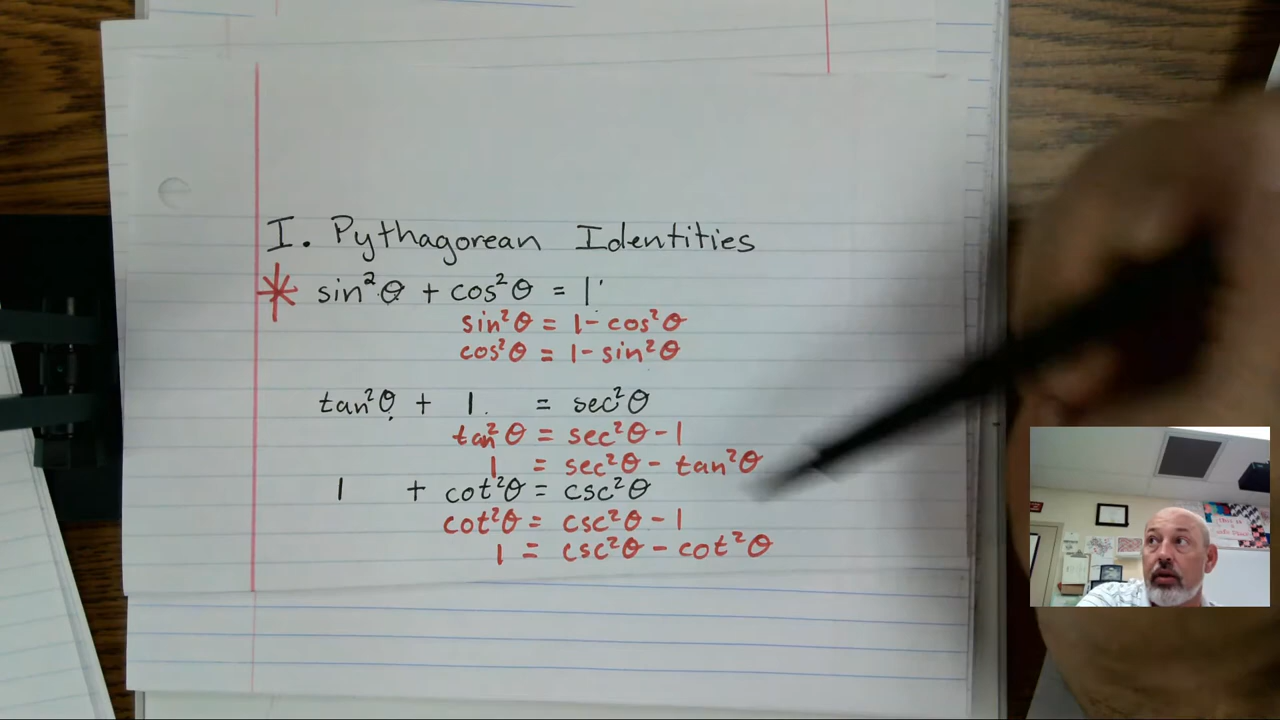 I. Pythagorean Identities
* sin²θ + cos²θ = 1
sin²θ = 1 - cos²θ
cos²θ = 1 - sin²θ
tan²θ + 1 = sec²θ
tan²θ = sec²θ - 1
1 = sec²θ - tan²θ
1 + cot²θ = csc²θ
cot²θ = csc²θ - 1
1 = csc²θ - cot²θ